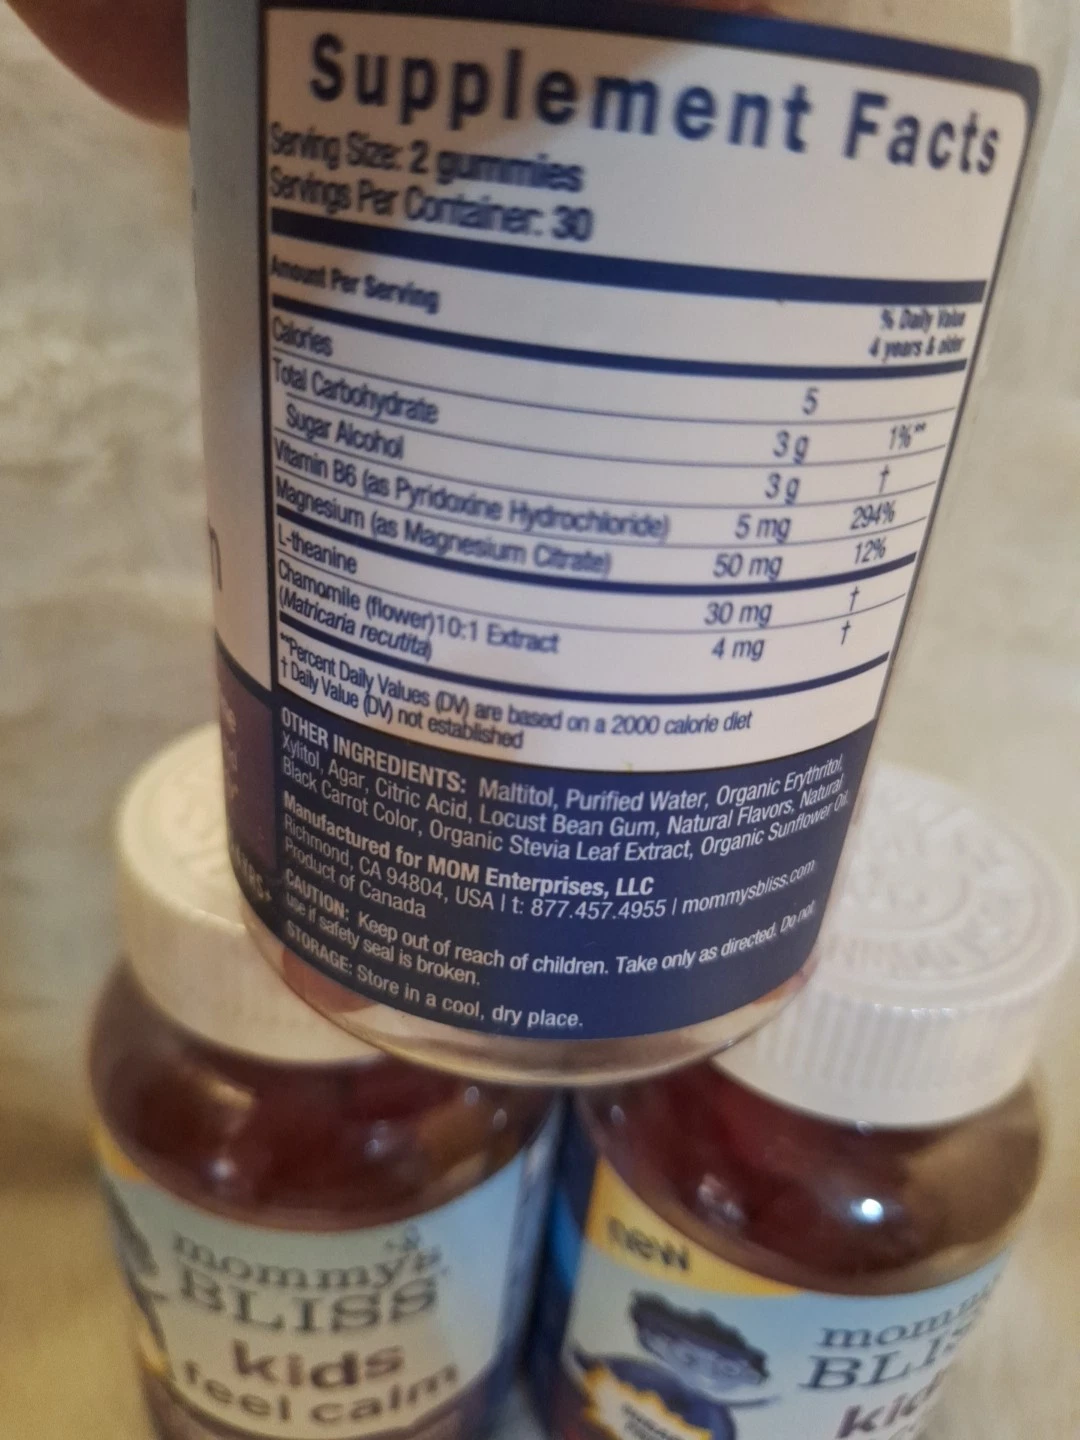 Supplement Facts
Serving Size: 2 gummies
Servings Per Container: 30
Amount Per Serving
% Daily Value
4 years & older
Calories 5
Total Carbohydrate 3 g 1%**
Sugar Alcohol 3 g †
Vitamin B6 (as Pyridoxine Hydrochloride) 5 mg 294%
Magnesium (as Magnesium Citrate) 50 mg 12%
L-theanine 30 mg †
Chamomile (flower)10:1 Extract 4 mg †
(Matricaria recutita)
**Percent Daily Values (DV) are based on a 2000 calorie diet
† Daily Value (DV) not established
OTHER INGREDIENTS: Maltitol, Purified Water, Organic Erythritol,
Xylitol, Agar, Citric Acid, Locust Bean Gum, Natural Flavors, Natural
Black Carrot Color, Organic Stevia Leaf Extract, Organic Sunflower Oil.
Manufactured for MOM Enterprises, LLC
Richmond, CA 94804, USA | t: 877.457.4955 | mommysbliss.com
Product of Canada
CAUTION: Keep out of reach of children. Take only as directed. Do not
use if safety seal is broken.
STORAGE: Store in a cool, dry place.
mommy's
BLISS
kids
feel calm
new